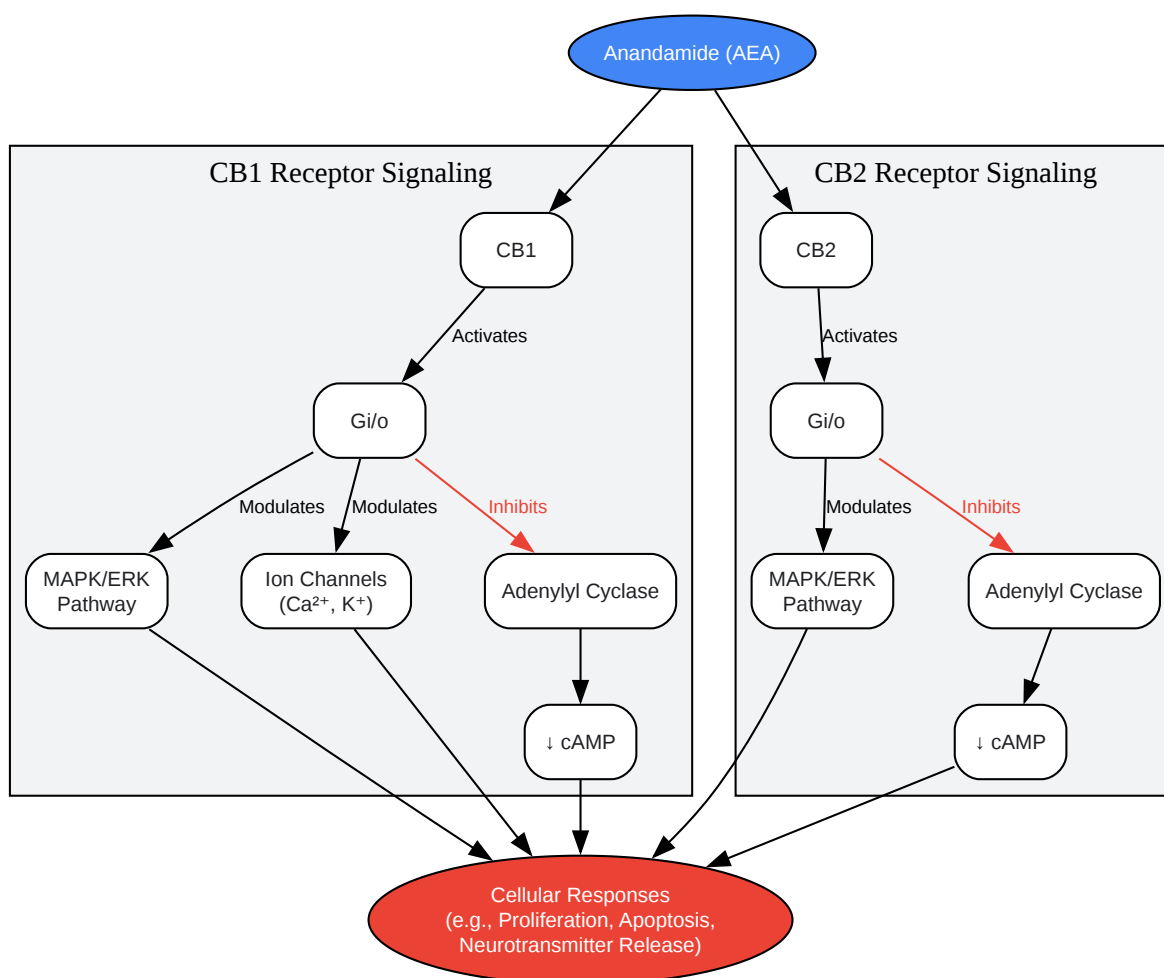 Anandamide (AEA)
CB1 Receptor Signaling
CB2 Receptor Signaling
CB1
CB2
Activates
Activates
Gi/o
Gi/o
Modulates
Modulates
Inhibits
Modulates
Inhibits
MAPK/ERK
Pathway
Ion Channels
(Ca²⁺, K⁺)
Adenylyl Cyclase
MAPK/ERK
Pathway
Adenylyl Cyclase
↓ cAMP
↓ cAMP
Cellular Responses
(e.g., Proliferation, Apoptosis,
Neurotransmitter Release)